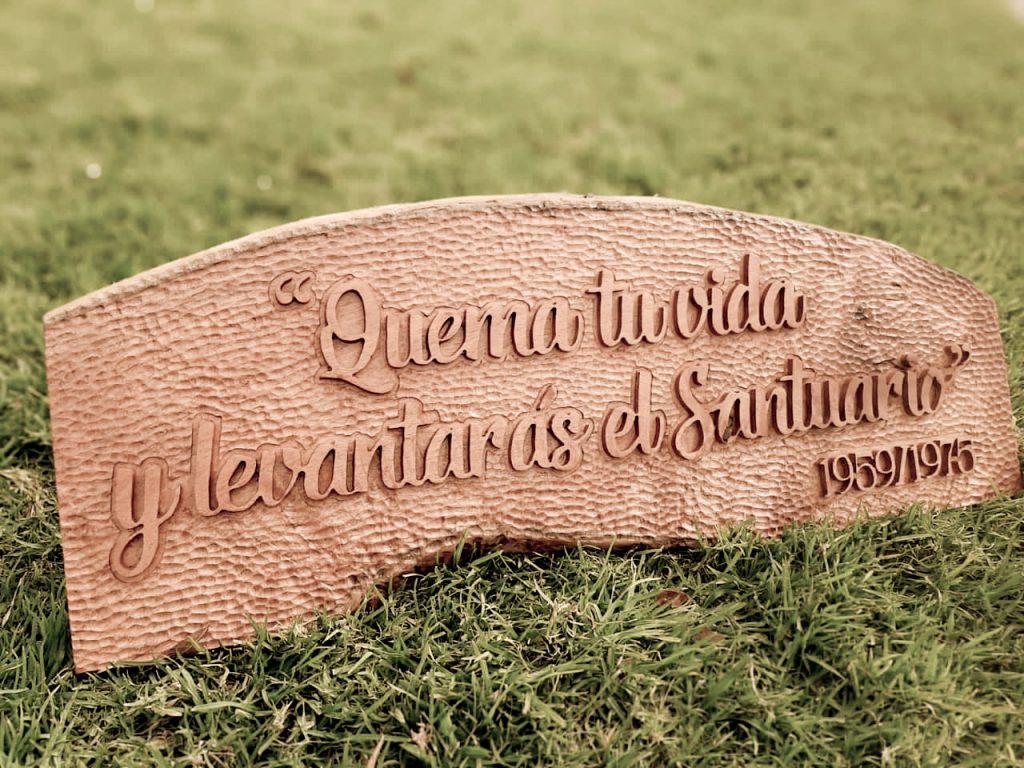 “Quema tu vida
y levantarás el Santuario”
1959/1975